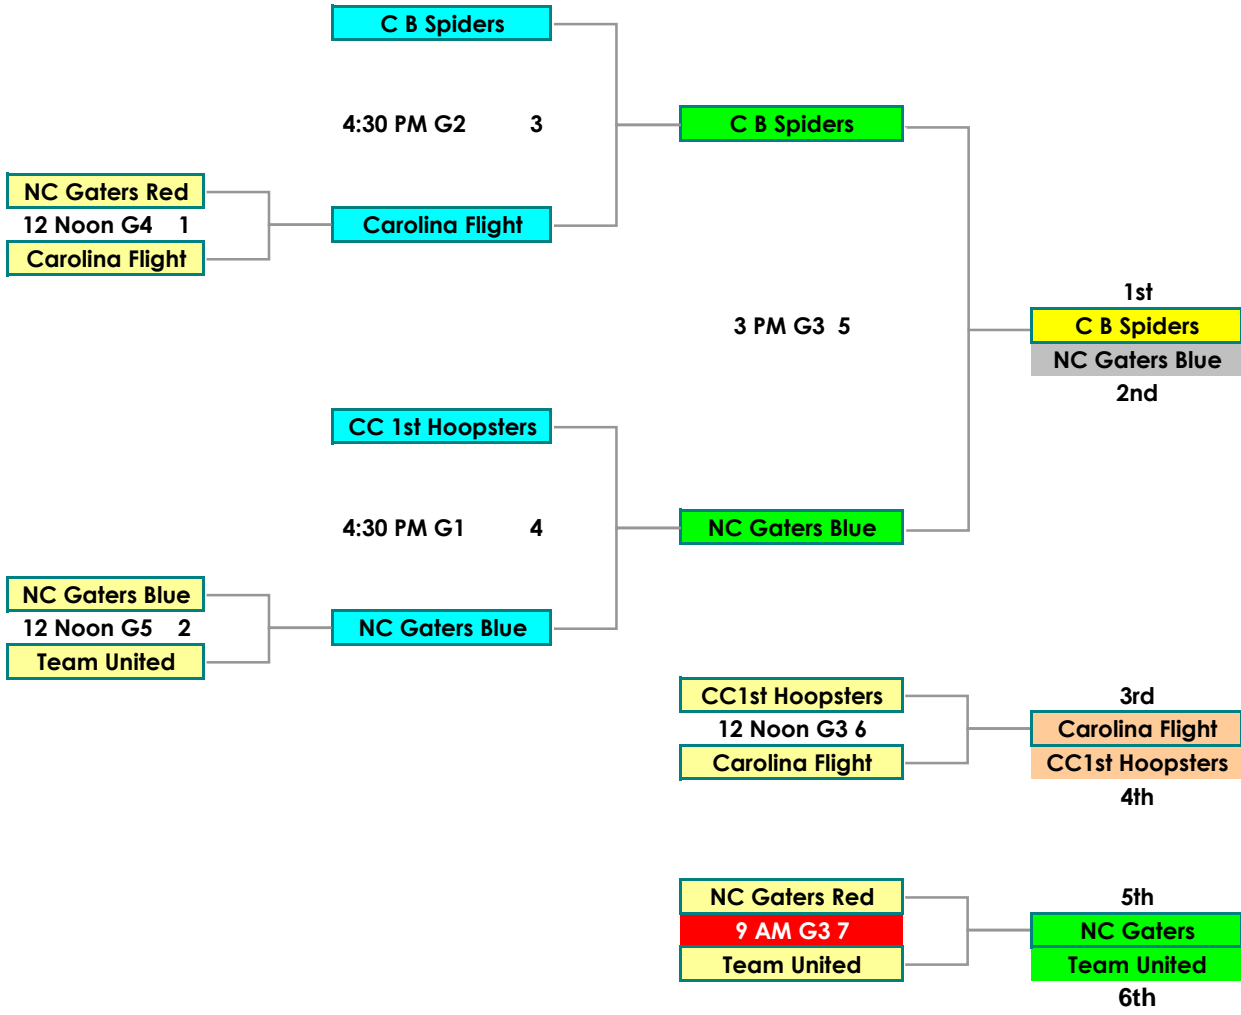 C B Spiders
4:30 PM G2 3
C B Spiders
NC Gaters Red
12 Noon G4 1
Carolina Flight
Carolina Flight
1st
3 PM G3 5
C B Spiders
NC Gaters Blue
2nd
CC 1st Hoopsters
4:30 PM G1 4
NC Gaters Blue
NC Gaters Blue
12 Noon G5 2
NC Gaters Blue
Team United
CC1st Hoopsters
3rd
12 Noon G3 6
Carolina Flight
Carolina Flight
CC1st Hoopsters
4th
NC Gaters Red
5th
9 AM G3 7
NC Gaters
Team United
Team United
6th